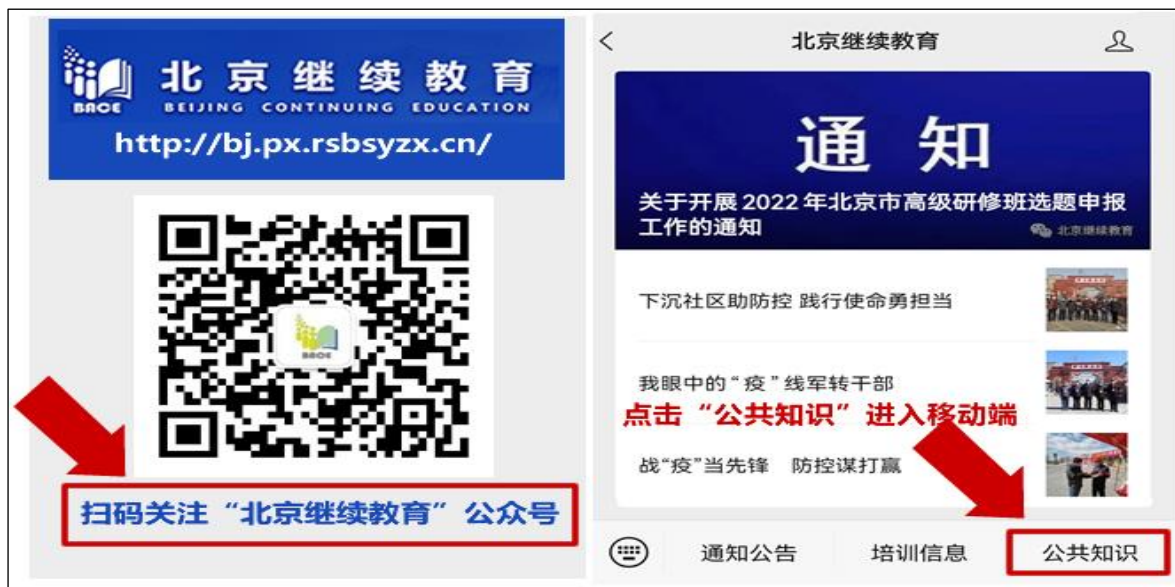 北京继续教育
BACE
BEIJING CONTINUING EDUCATION
http://bj.px.rsbsyzx.cn/
BACE
扫码关注“北京继续教育”公众号
北京继续教育
通 知
关于开展2022年北京市高级研修班选题申报
工作的通知
北京继续教育
下沉社区助防控 践行使命勇担当
我眼中的“疫”线军转干部
点击“公共知识”进入移动端
战“疫”当先锋 防控谋打赢
通知公告
培训信息
公共知识